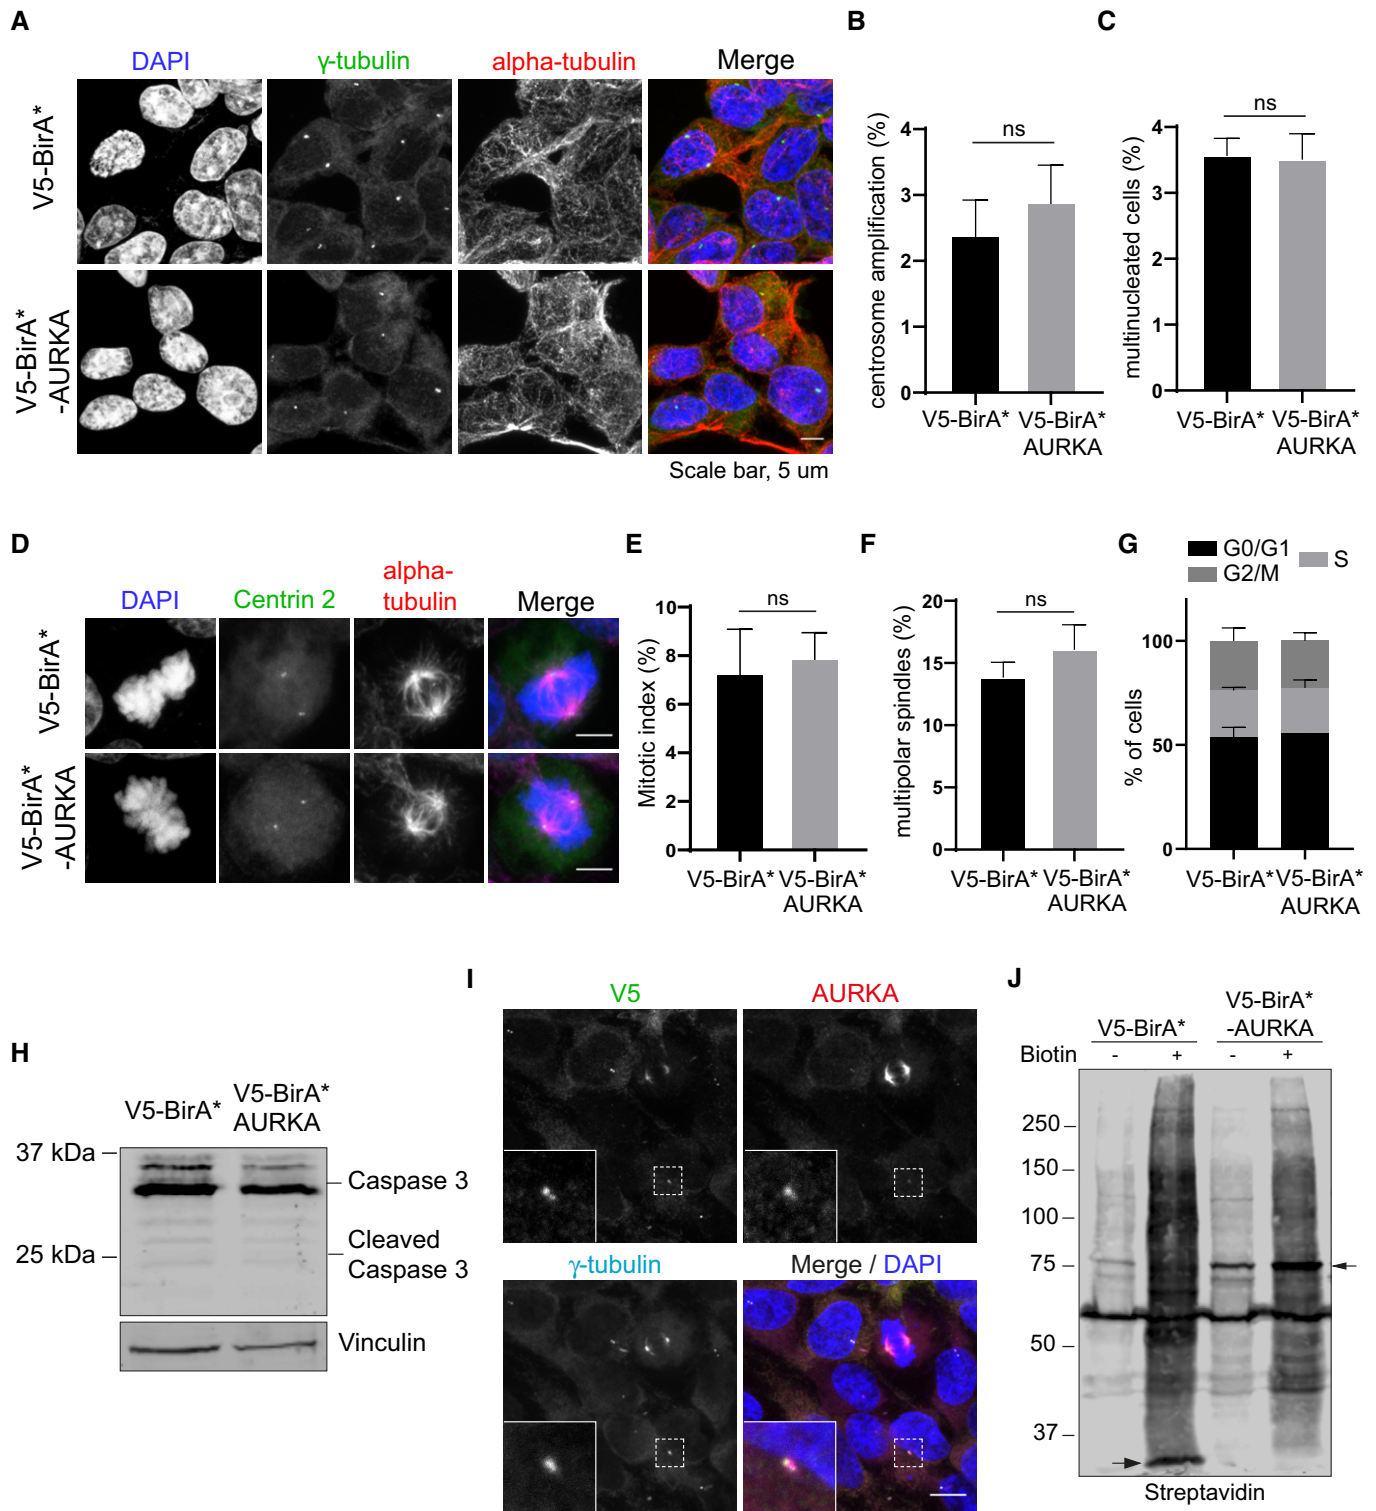 A
DAPI
γ-tubulin
alpha-tubulin
Merge
V5-BirA*
V5-BirA*
-AURKA
Scale bar, 5 um
B
centrosome amplification (%)
4
3
2
1
0
ns
V5-BirA*
V5-BirA*
AURKA
C
multinucleated cells (%)
4
3
2
1
0
ns
V5-BirA*
V5-BirA*
AURKA
D
DAPI
Centrin 2
alpha-
tubulin
Merge
V5-BirA*
V5-BirA*
-AURKA
E
Mitotic index (%)
10
8
6
4
2
0
ns
V5-BirA*
V5-BirA*
AURKA
F
multipolar spindles (%)
20
15
10
5
0
ns
V5-BirA*
V5-BirA*
AURKA
G
G0/G1
S
G2/M
% of cells
100
50
0
V5-BirA*
V5-BirA*
AURKA
H
V5-BirA*
V5-BirA*
AURKA
37 kDa
25 kDa
Caspase 3
Cleaved
Caspase 3
Vinculin
I
V5
AURKA
γ-tubulin
Merge / DAPI
J
V5-BirA*
V5-BirA*
-AURKA
Biotin - + - +
250
150
100
75
50
37
Streptavidin